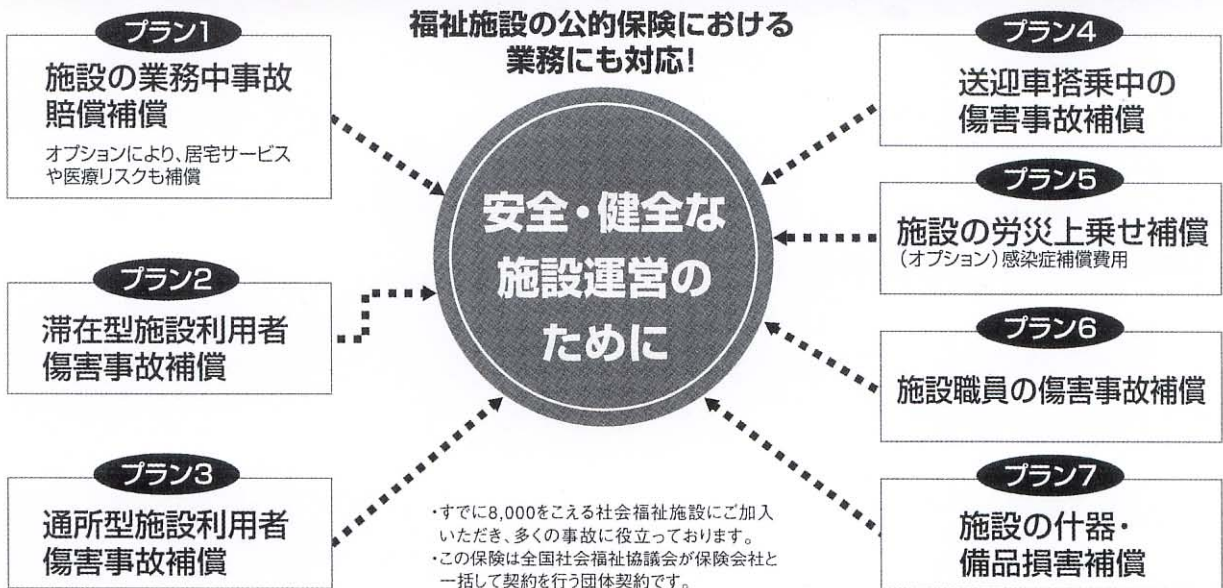 福祉施設の公的保険における
業務にも対応!
プラン1
施設の業務中事故
賠償補償
オプションにより、居宅サービス
や医療リスクも補償
プラン2
滞在型施設利用者
傷害事故補償
プラン3
通所型施設利用者
傷害事故補償
安全・健全な
施設運営の
ために
プラン4
送迎車搭乗中の
傷害事故補償
プラン5
施設の労災上乗せ補償
(オプション)感染症補償費用
プラン6
施設職員の傷害事故補償
プラン7
施設の什器・
備品損害補償
・すでに8,000をこえる社会福祉施設にご加入
いただき、多くの事故に役立っております。
・この保険は全国社会福祉協議会が保険会社と
一括して契約を行う団体契約です。